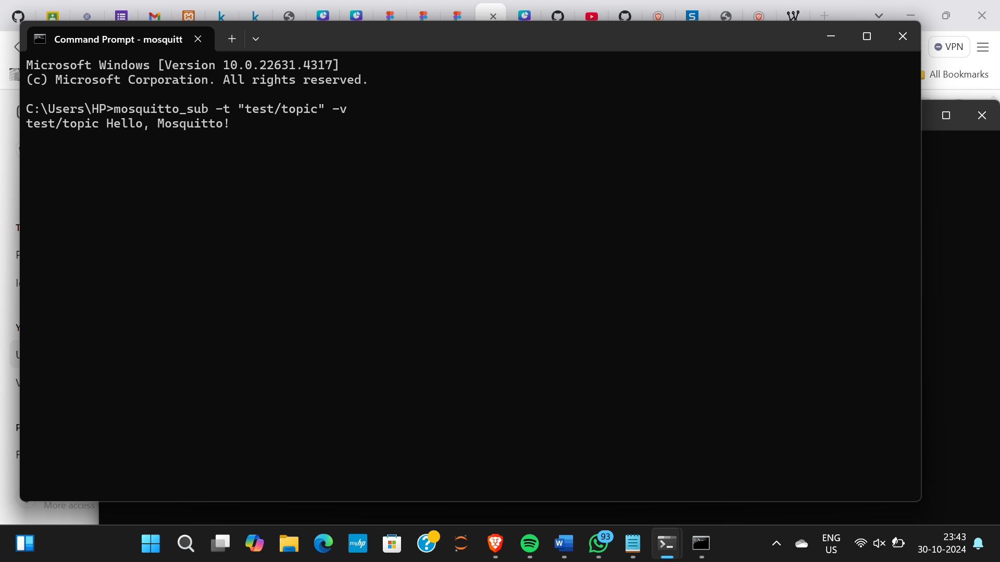 Command Prompt - mosquitt
VPN
All Bookmarks
Microsoft Windows [Version 10.0.22631.4317]
(c) Microsoft Corporation. All rights reserved.
C:\Users\HP>mosquitto_sub -t "test/topic" -v
test/topic Hello, Mosquitto!
More access
myhp
93
ENG
US
23:43
30-10-2024